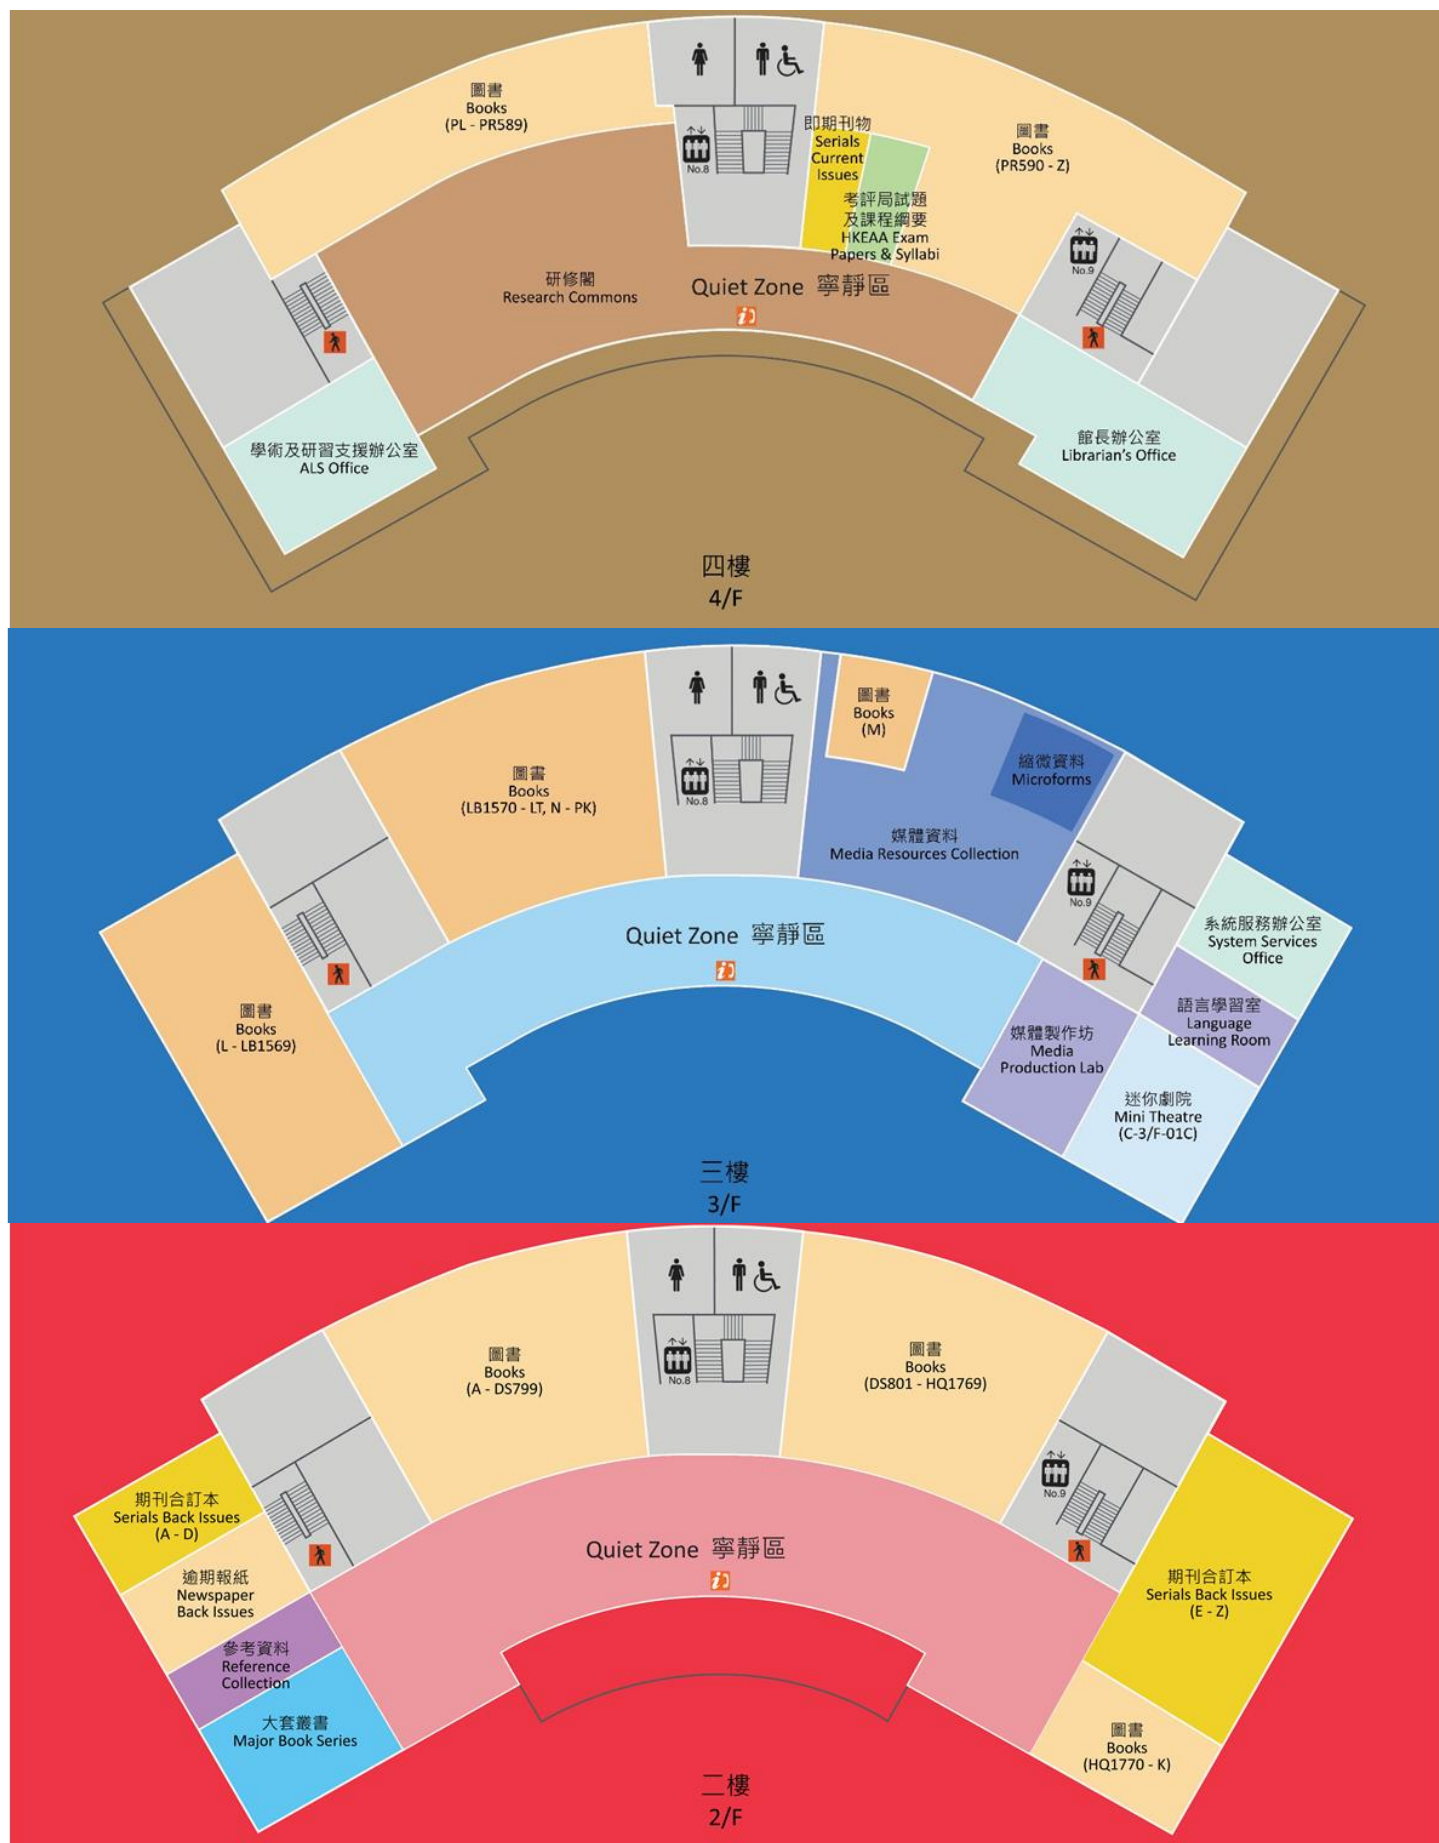 圖書
Books
(PL - PR589)
No.8
即期刊物
Serials
Current
Issues
考評局試題
及課程綱要
HKEAA Exam
Papers & Syllabi
圖書
Books
(PR590 - Z)
No.9
研修閣
Research Commons
Quiet Zone 寧靜區
學術及研習支援辦公室
ALS Office
館長辦公室
Librarian's Office
四樓
4/F
圖書
Books
(LB1570 - LT, N - PK)
No.8
圖書
Books
(M)
縮微資料
Microforms
媒體資料
Media Resources Collection
No.9
系統服務辦公室
System Services
Office
Quiet Zone 寧靜區
圖書
Books
(L - LB1569)
語言學習室
Language
Learning Room
媒體製作坊
Media
Production Lab
迷你劇院
Mini Theatre
(C-3/F-01C)
三樓
3/F
圖書
Books
(A - DS799)
No.8
圖書
Books
(DS801 - HQ1769)
No.9
期刊合訂本
Serials Back Issues
(A - D)
Quiet Zone 寧靜區
逾期報紙
Newspaper
Back Issues
期刊合訂本
Serials Back Issues
(E - Z)
參考資料
Reference
Collection
大套叢書
Major Book Series
圖書
Books
(HQ1770 - K)
二樓
2/F